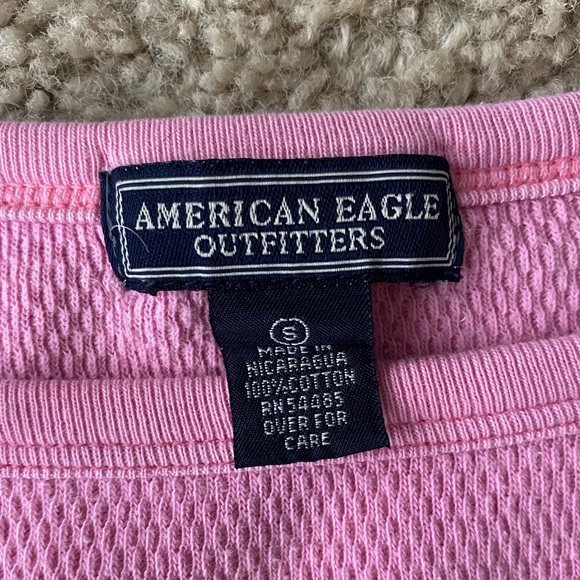 AMERICAN EAGLE
OUTFITTERS
S
MADE IN
NICARAGUA
100%COTTON
RN54485
OVER FOR
CARE